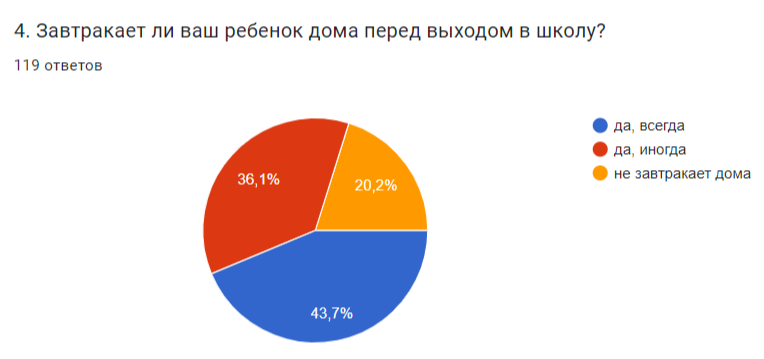 4. Завтракает ли ваш ребенок дома перед выходом в школу?
119 ответов
да, всегда
да, иногда
не завтракает дома
36,1%
20,2%
43,7%